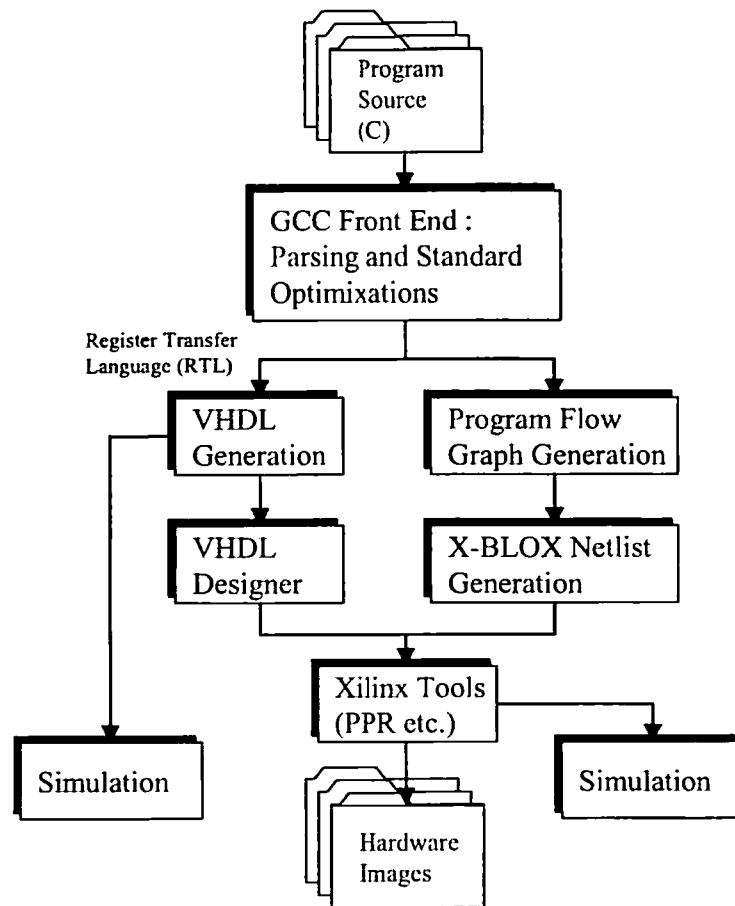 Program
Source
(C)
GCC Front End :
Parsing and Standard
Optimixations
Register Transfer
Language (RTL)
VHDL
Generation
Program Flow
Graph Generation
VHDL
Designer
X-BLOX Netlist
Generation
Xilinx Tools
(PPR etc.)
Simulation
Simulation
Hardware
Images